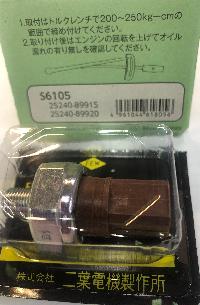 1.取付はトルクレンチで200~250kg-cmの
範囲で締め付けてください。
2.取り付け後はエンジンの回転を上げてオイル
漏れの有り無しを確認してください。
S6105
25240-89915
25240-89920
4961044618054
株式会社 二葉電機製作所